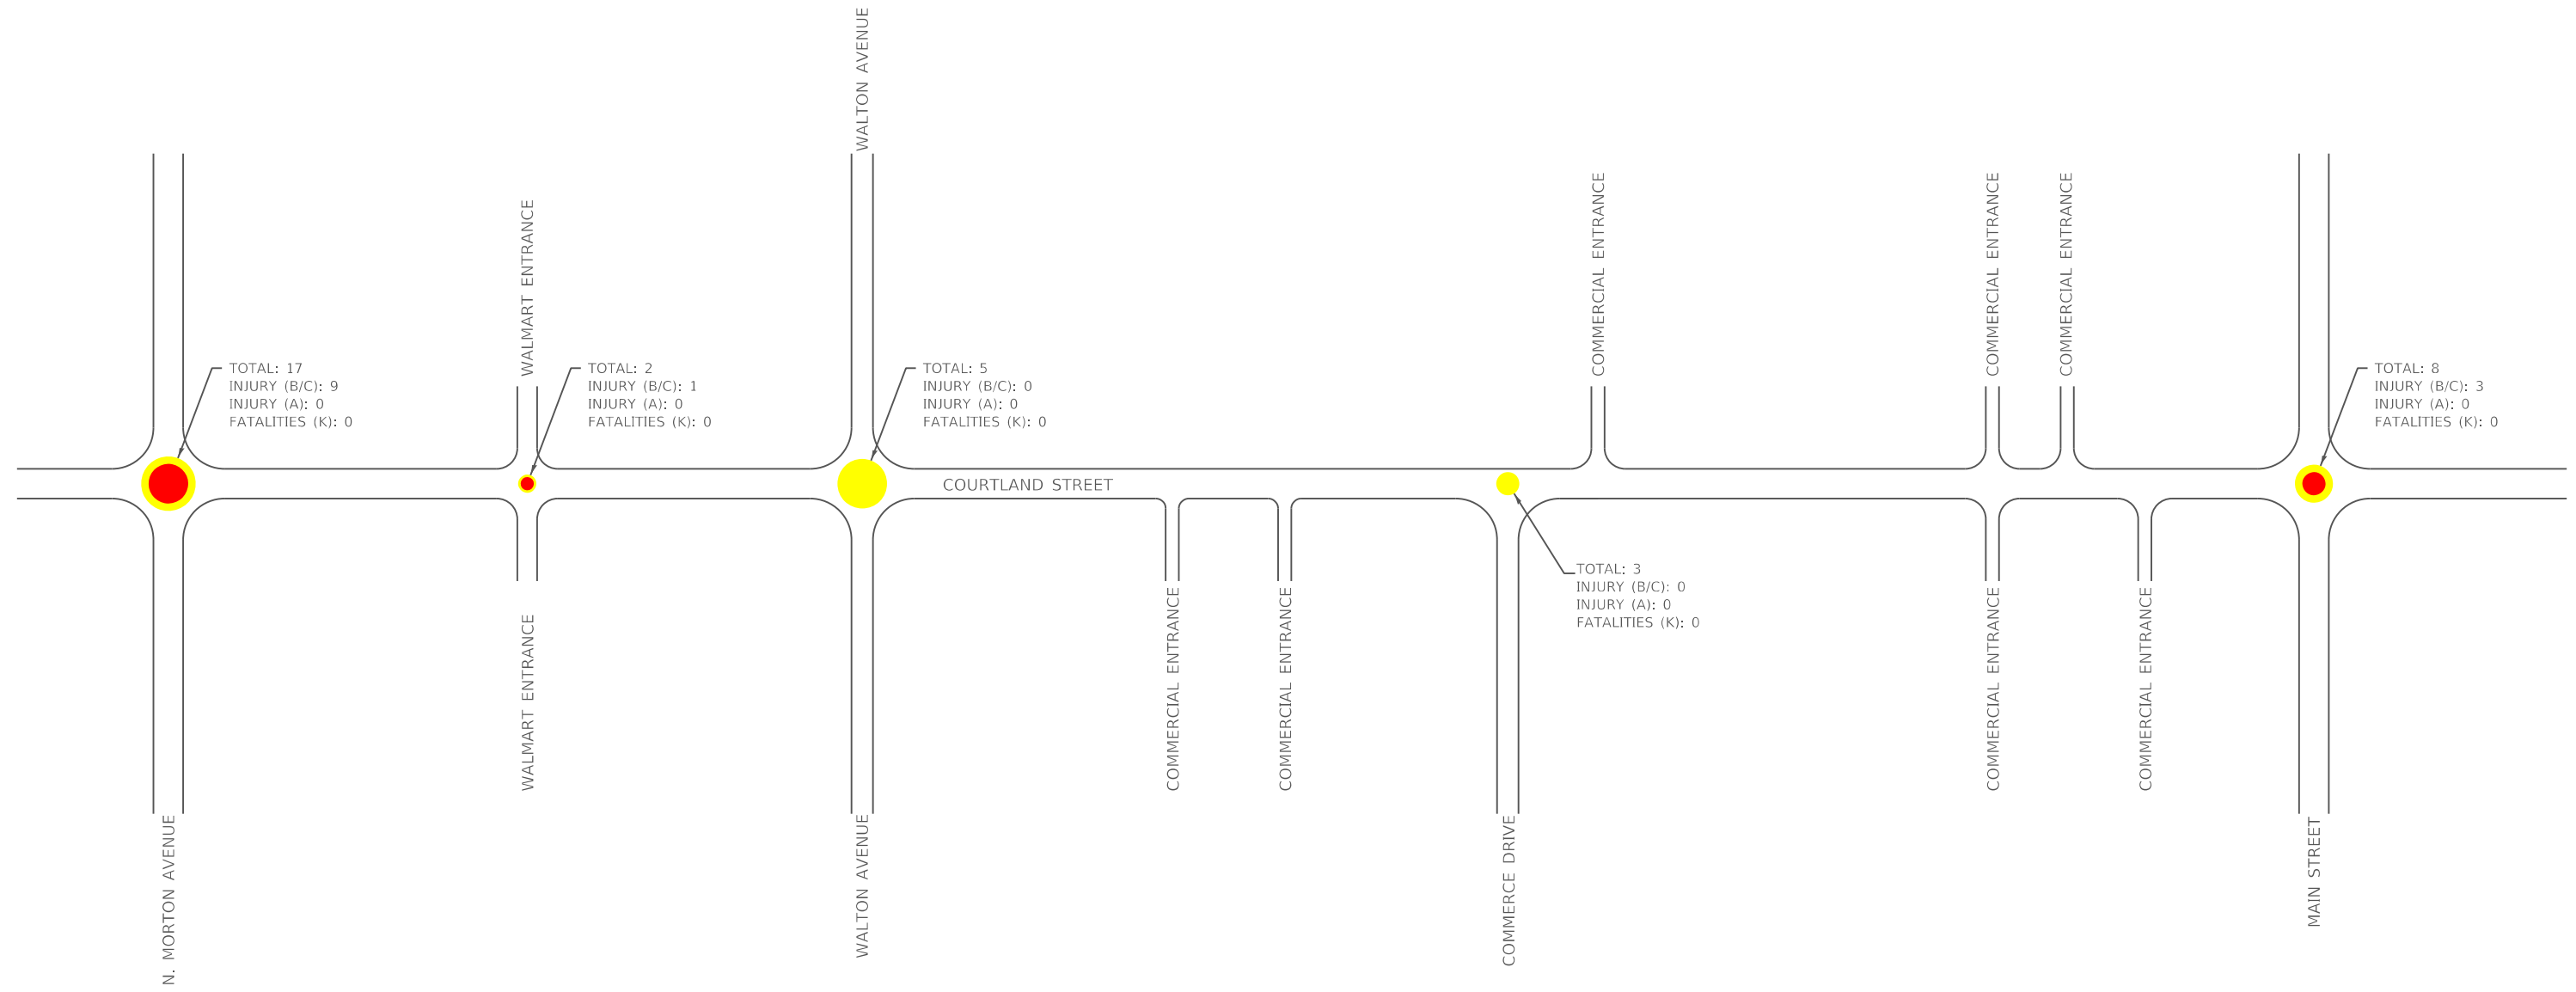 WALTON AVENUE
WALMART ENTRANCE
COMMERCIAL ENTRANCE
COMMERCIAL ENTRANCE
COMMERCIAL ENTRANCE
TOTAL: 17
INJURY (B/C): 9
INJURY (A): 0
FATALITIES (K): 0
TOTAL: 2
INJURY (B/C): 1
INJURY (A): 0
FATALITIES (K): 0
TOTAL: 5
INJURY (B/C): 0
INJURY (A): 0
FATALITIES (K): 0
TOTAL: 8
INJURY (B/C): 3
INJURY (A): 0
FATALITIES (K): 0
COURTLAND STREET
TOTAL: 3
INJURY (B/C): 0
INJURY (A): 0
FATALITIES (K): 0
N. MORTON AVENUE
WALMART ENTRANCE
WALTON AVENUE
COMMERCIAL ENTRANCE
COMMERCIAL ENTRANCE
COMMERCE DRIVE
COMMERCIAL ENTRANCE
COMMERCIAL ENTRANCE
MAIN STREET